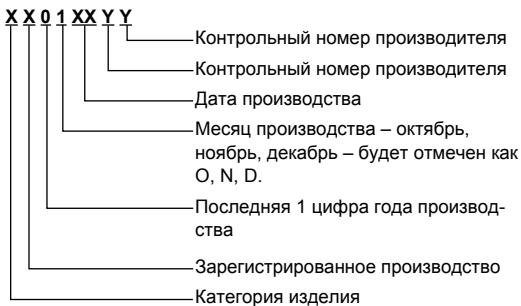 X X 0 1 XX Y Y
Контрольный номер производителя
Контрольный номер производителя
Дата производства
Месяц производства – октябрь,
ноябрь, декабрь – будет отмечен как
O, N, D.
Последняя 1 цифра года производ-
ства
Зарегистрированное производство
Категория изделия